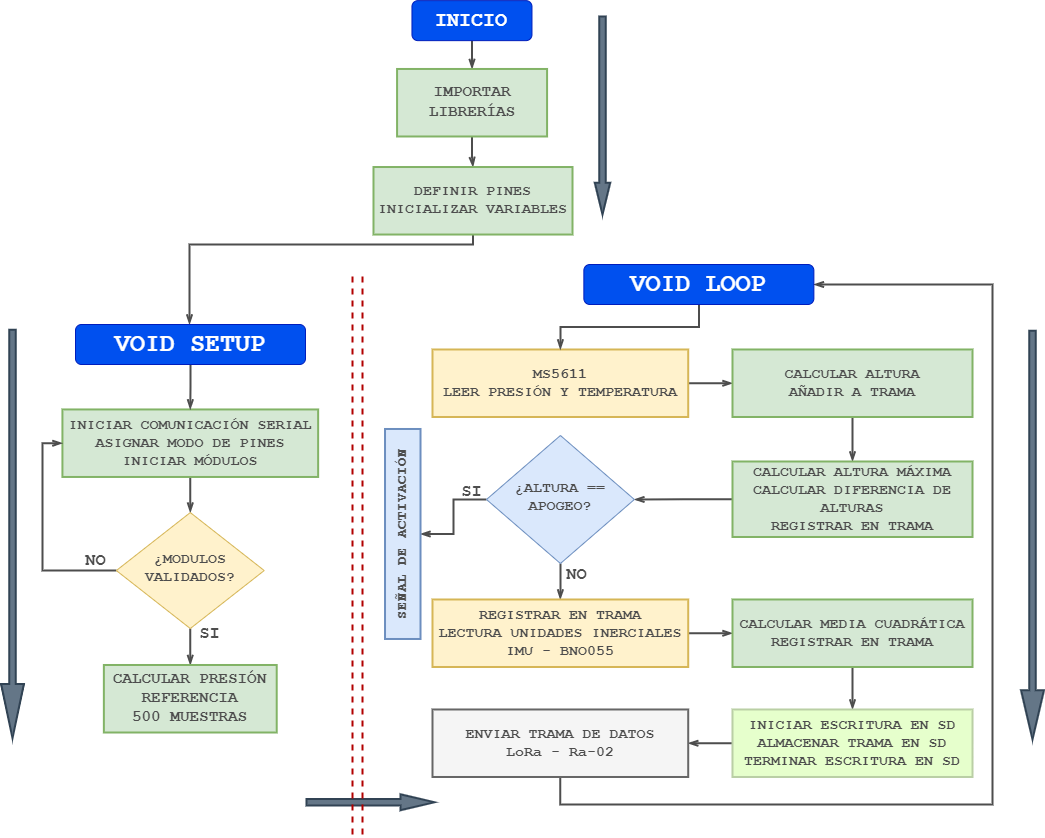 INICIO
IMPORTAR
LIBRERÍAS
DEFINIR PINES
INICIALIZAR VARIABLES
VOID SETUP
INICIAR COMUNICACIÓN SERIAL
ASIGNAR MODO DE PINES
INICIAR MÓDULOS
¿MODULOS
VALIDADOS?
NO
SI
CALCULAR PRESIÓN
REFERENCIA
500 MUESTRAS
VOID LOOP
MS5611
LEER PRESIÓN Y TEMPERATURA
CALCULAR ALTURA
AÑADIR A TRAMA
CALCULAR ALTURA MÁXIMA
CALCULAR DIFERENCIA DE
ALTURAS
REGISTRAR EN TRAMA
¿ALTURA ==
APOGEO?
SI
SEÑAL DE ACTIVACIÓN
NO
REGISTRAR EN TRAMA
LECTURA UNIDADES INERCIALES
IMU - BNO055
CALCULAR MEDIA CUADRÁTICA
REGISTRAR EN TRAMA
INICIAR ESCRITURA EN SD
ALMACENAR TRAMA EN SD
TERMINAR ESCRITURA EN SD
ENVIAR TRAMA DE DATOS
LoRa - Ra-02